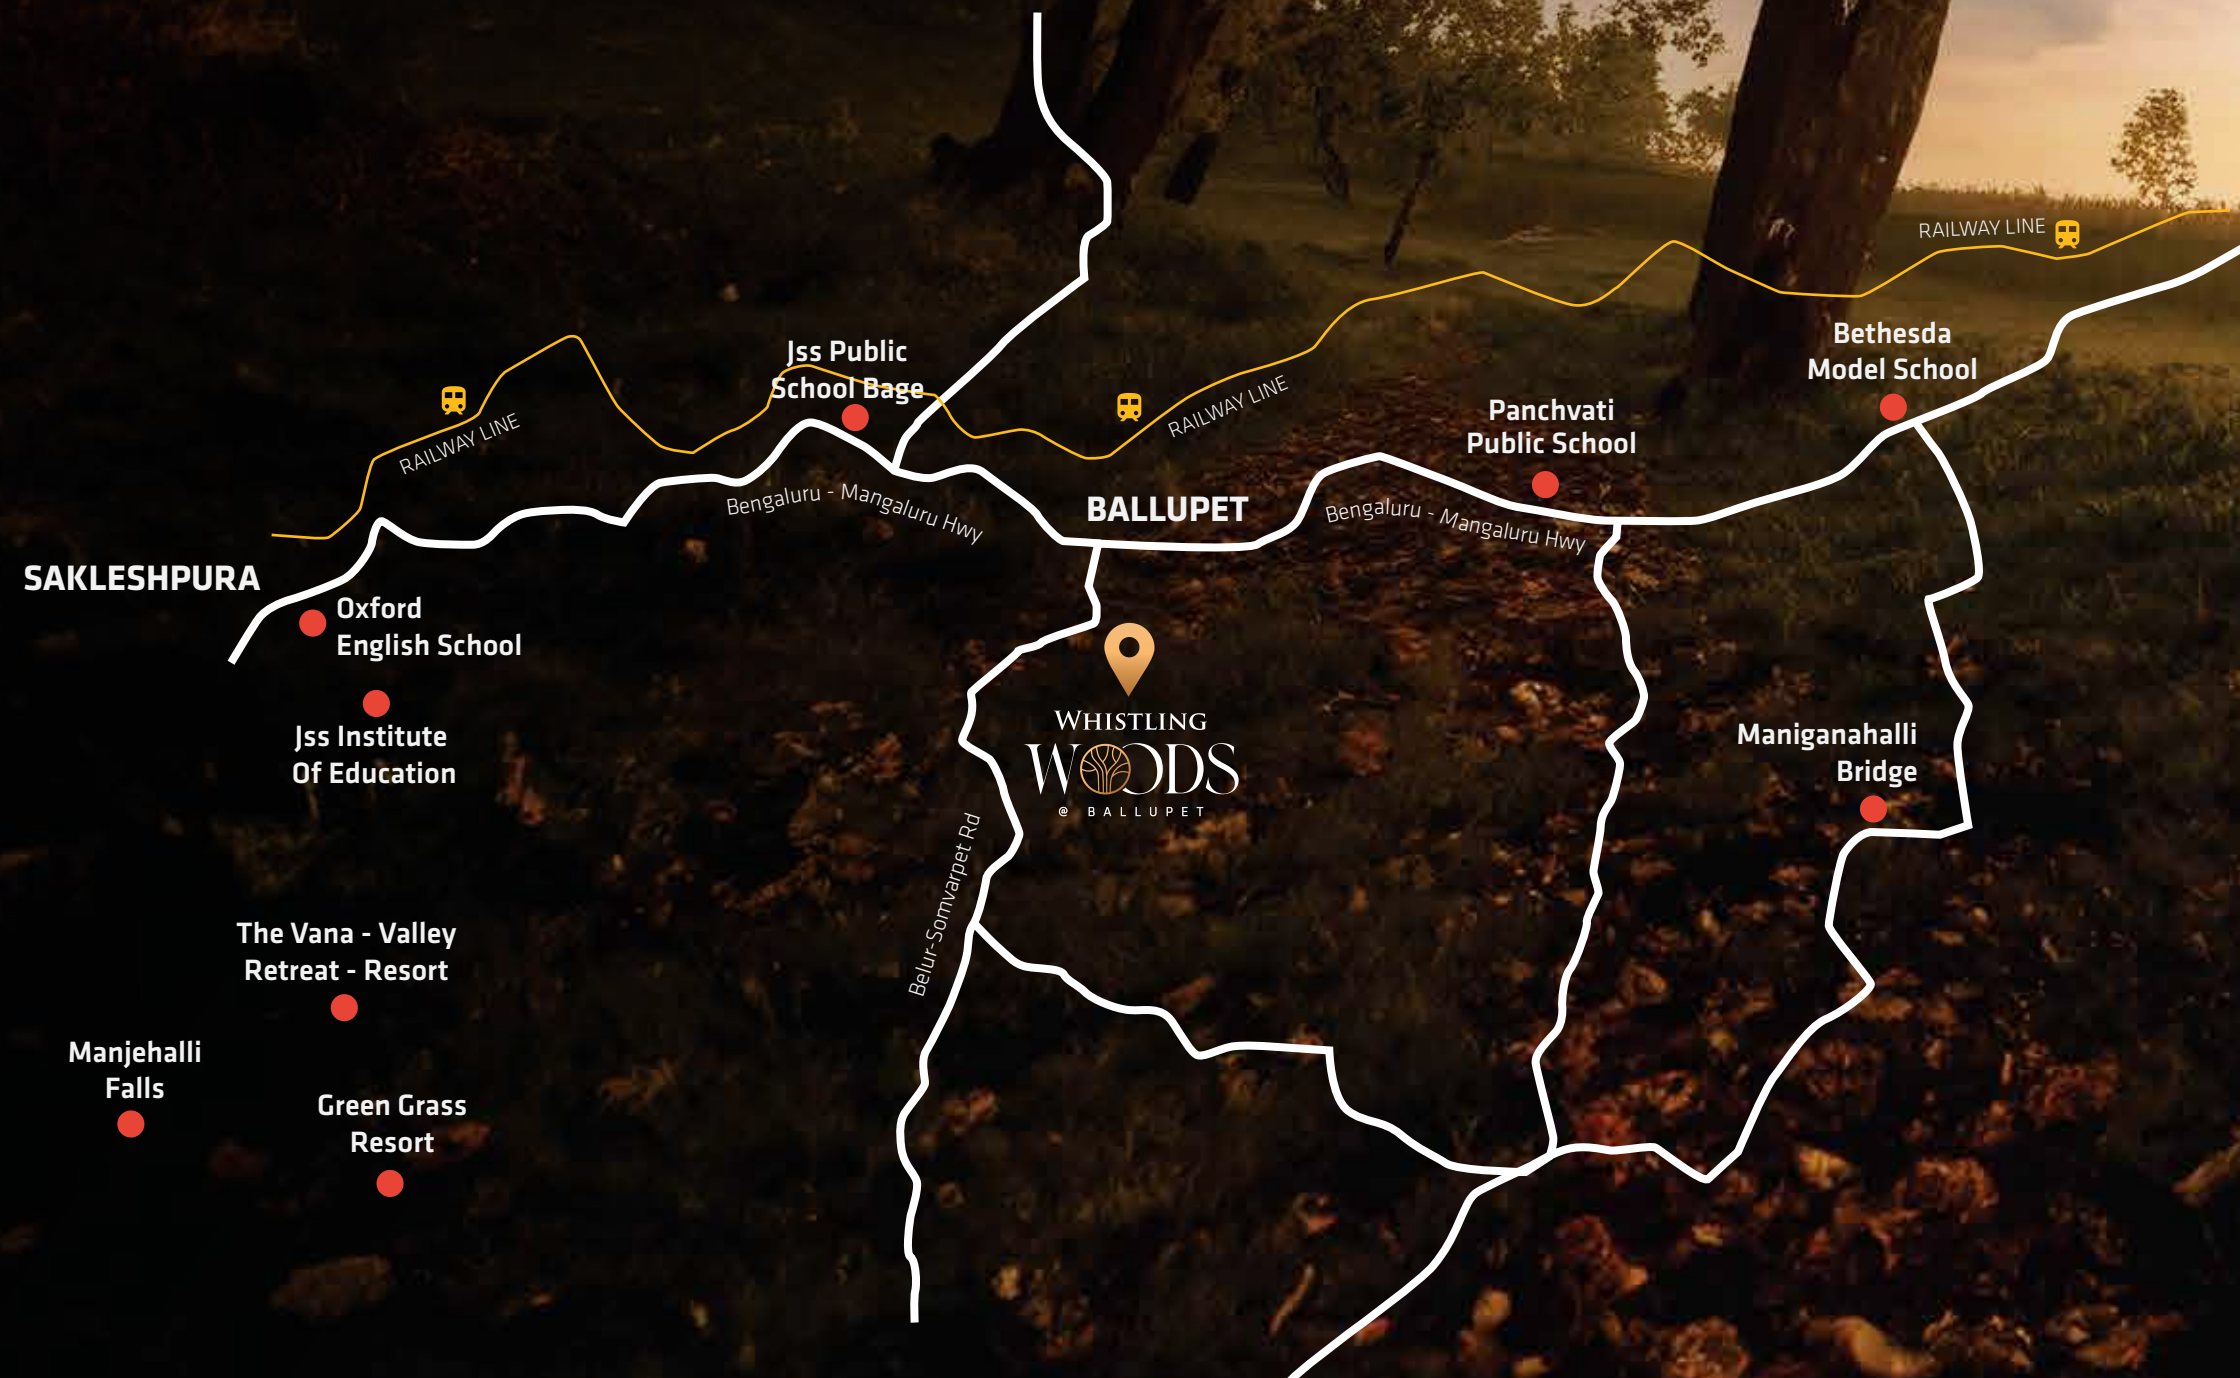 RAILWAY LINE
Bethesda
Model School
Jss Public
School Bage
RAILWAY LINE
RAILWAY LINE
Panchvati
Public School
BALLUPET
Bengaluru - Mangaluru Hwy
Bengaluru - Mangaluru Hwy
SAKLESHPURA
Oxford
English School
Jss Institute
Of Education
WHISTLING
WOODS
@ BALLUPET
Maniganahalli
Bridge
Belur-Somvarpet Rd
The Vana - Valley
Retreat - Resort
Manjehalli
Falls
Green Grass
Resort